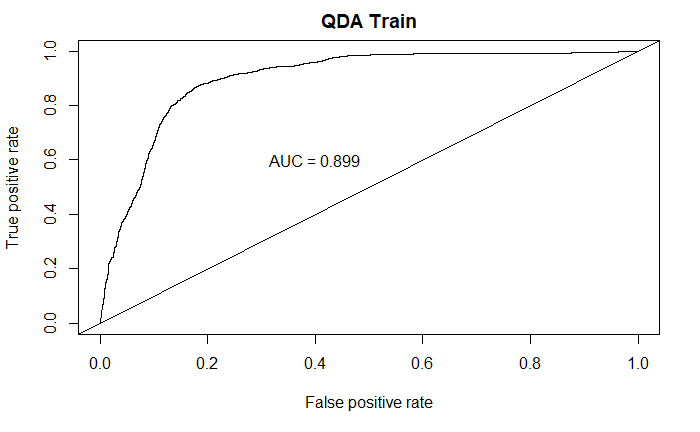 QDA Train
True positive rate
1.0
0.8
0.6
0.4
0.2
0.0
AUC = 0.899
0.0 0.2 0.4 0.6 0.8 1.0
False positive rate